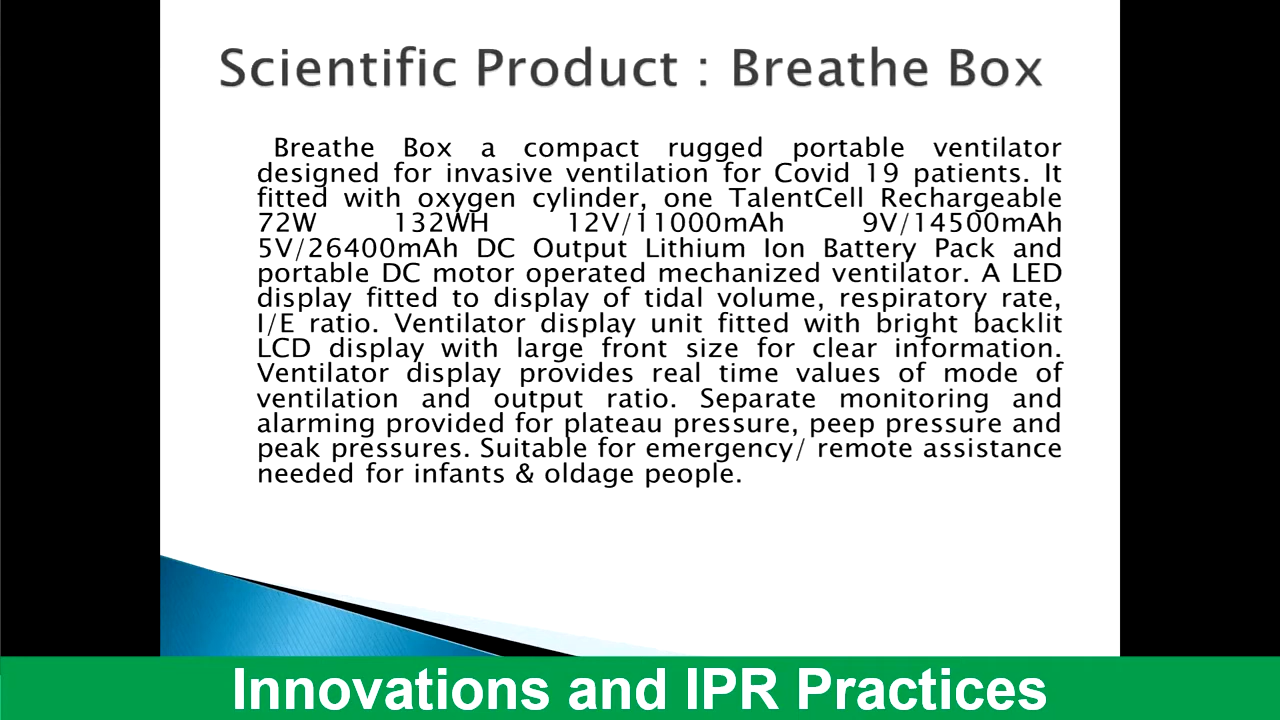 Scientific Product : Breathe Box
Breathe Box a compact rugged portable ventilator
designed for invasive ventilation for Covid 19 patients. It
fitted with oxygen cylinder, one TalentCell Rechargeable
72W 132WH 12V/11000mAh 9V/14500mAh
5V/26400mAh DC Output Lithium Ion Battery Pack and
portable DC motor operated mechanized ventilator. A LED
display fitted to display of tidal volume, respiratory rate,
I/E ratio. Ventilator display unit fitted with bright backlit
LCD display with large front size for clear information.
Ventilator display provides real time values of mode of
ventilation and output ratio. Separate monitoring and
alarming provided for plateau pressure, peep pressure and
peak pressures. Suitable for emergency/ remote assistance
needed for infants & oldage people.
Innovations and IPR Practices